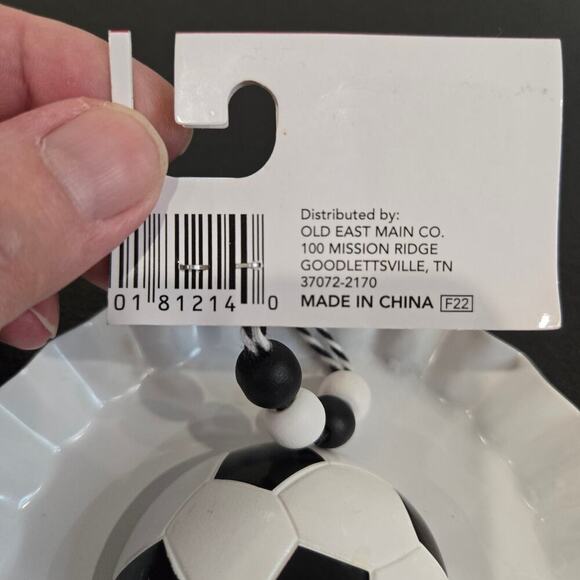 01 81214 0
Distributed by:
OLD EAST MAIN CO.
100 MISSION RIDGE
GOODLETTSVILLE, TN
37072-2170
MADE IN CHINA F22